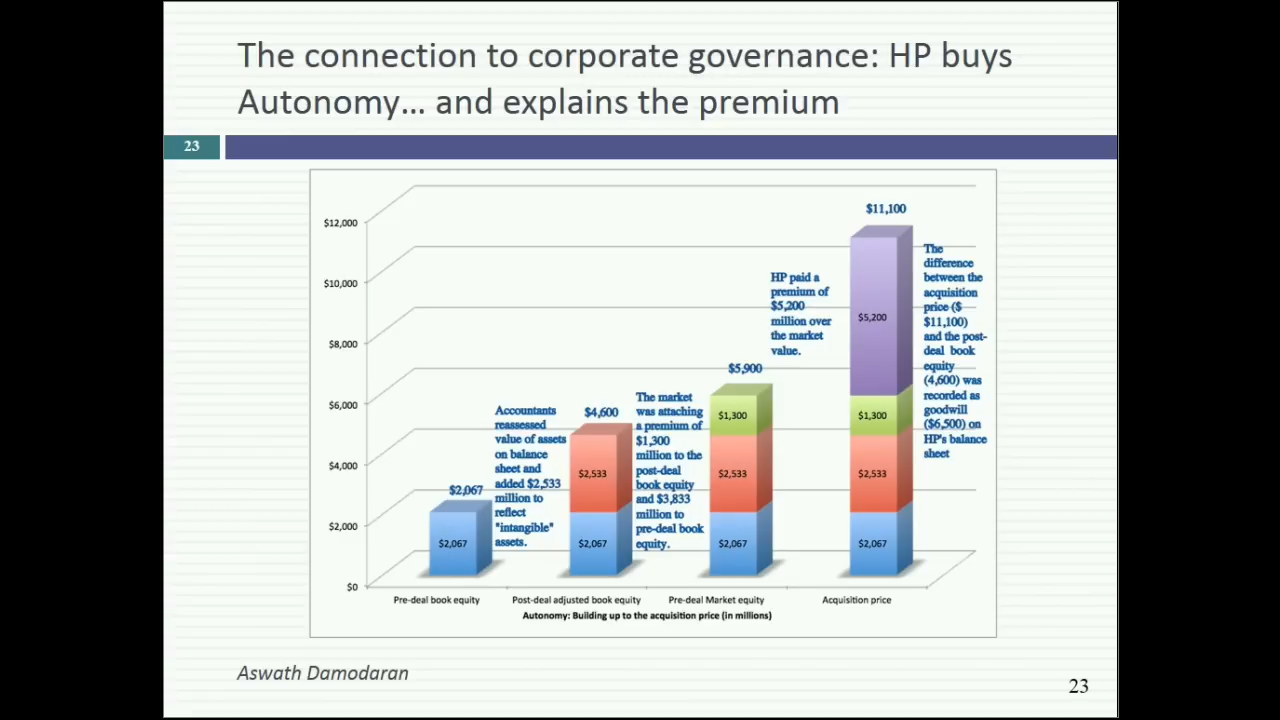 The connection to corporate governance: HP buys
Autonomy… and explains the premium
23
$12,000
$10,000
$8,000
$6,000
$4,000
$2,000
$0
$2,067
$2,067
Accountants
reassessed
value of assets
on balance
sheet and
added $2,533
million to
reflect
"intangible"
assets.
$4,600
$2,533
$2,067
The market
was attaching
a premium of
$1,300
million to the
post-deal
book equity
and $3,833
million to
pre-deal book
equity.
$5,900
$1,300
$2,533
$2,067
HP paid a
premium of
$5,200
million over
the market
value.
$11,100
$5,200
$1,300
$2,533
$2,067
The
difference
between the
acquisition
price ($
$11,100)
and the post-
deal book
equity
(4,600) was
recorded as
goodwill
($6,500) on
HP's balance
sheet
Pre-deal book equity
Post-deal adjusted book equity
Pre-deal Market equity
Acquisition price
Autonomy: Building up to the acquisition price (in millions)
Aswath Damodaran
23